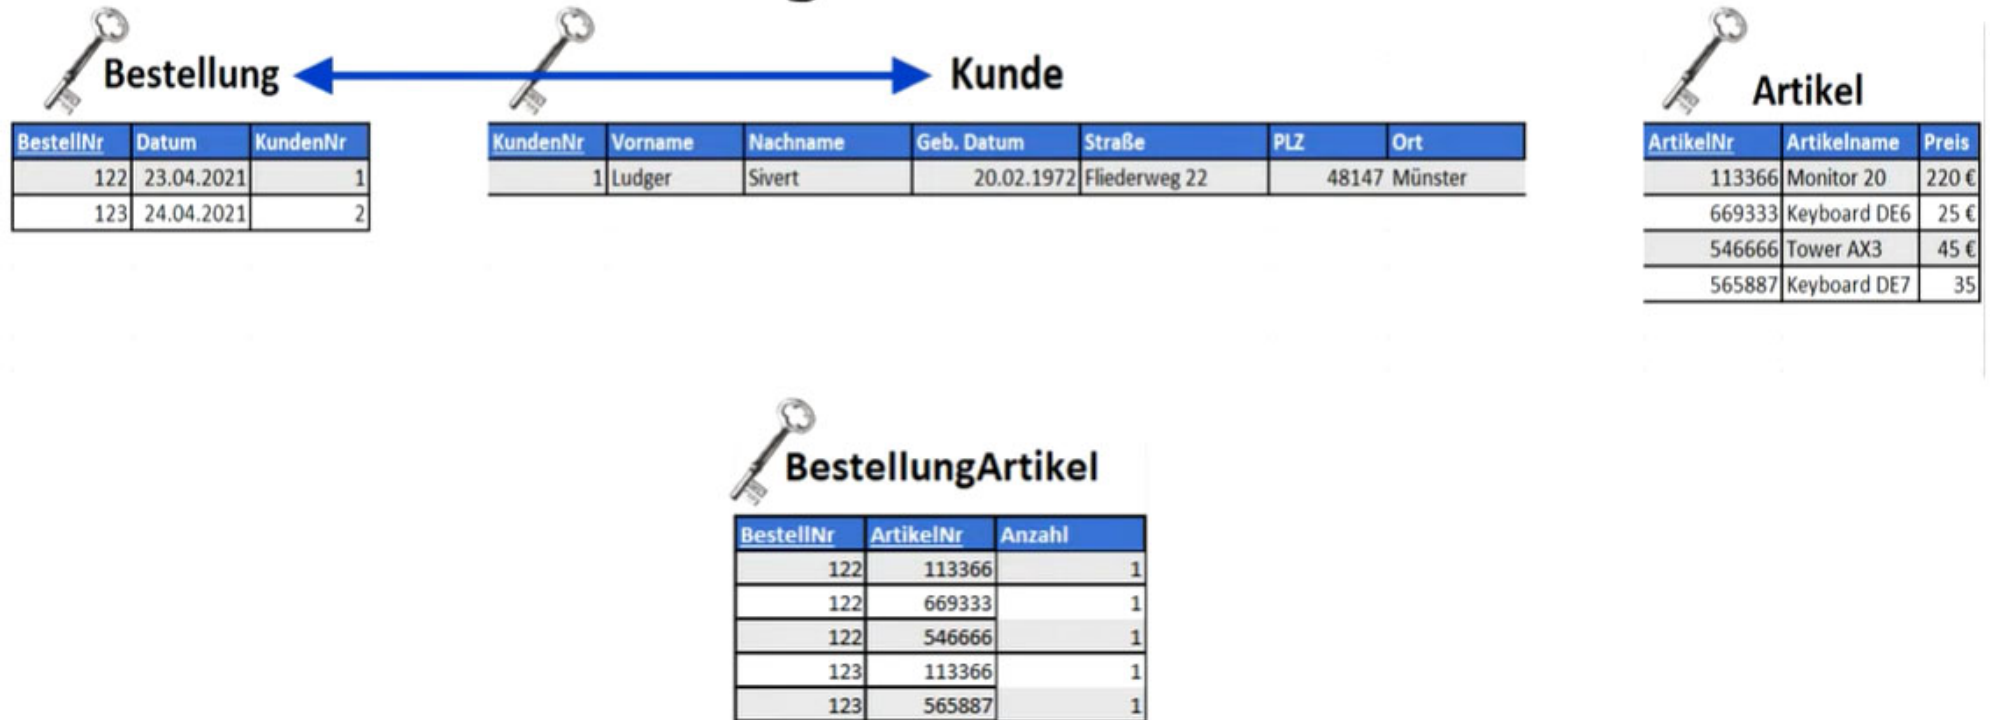 Bestellung
BestellNr Datum KundenNr
122 23.04.2021 1
123 24.04.2021 2
Kunde
KundenNr Vorname Nachname Geb. Datum Straße PLZ Ort
1 Ludger Sivert 20.02.1972 Fliederweg 22 48147 Münster
Artikel
ArtikelNr Artikelname Preis
113366 Monitor 20 220 €
669333 Keyboard DE6 25 €
546666 Tower AX3 45 €
565887 Keyboard DE7 35
BestellungArtikel
BestellNr ArtikelNr Anzahl
122 113366 1
122 669333 1
122 546666 1
123 113366 1
123 565887 1